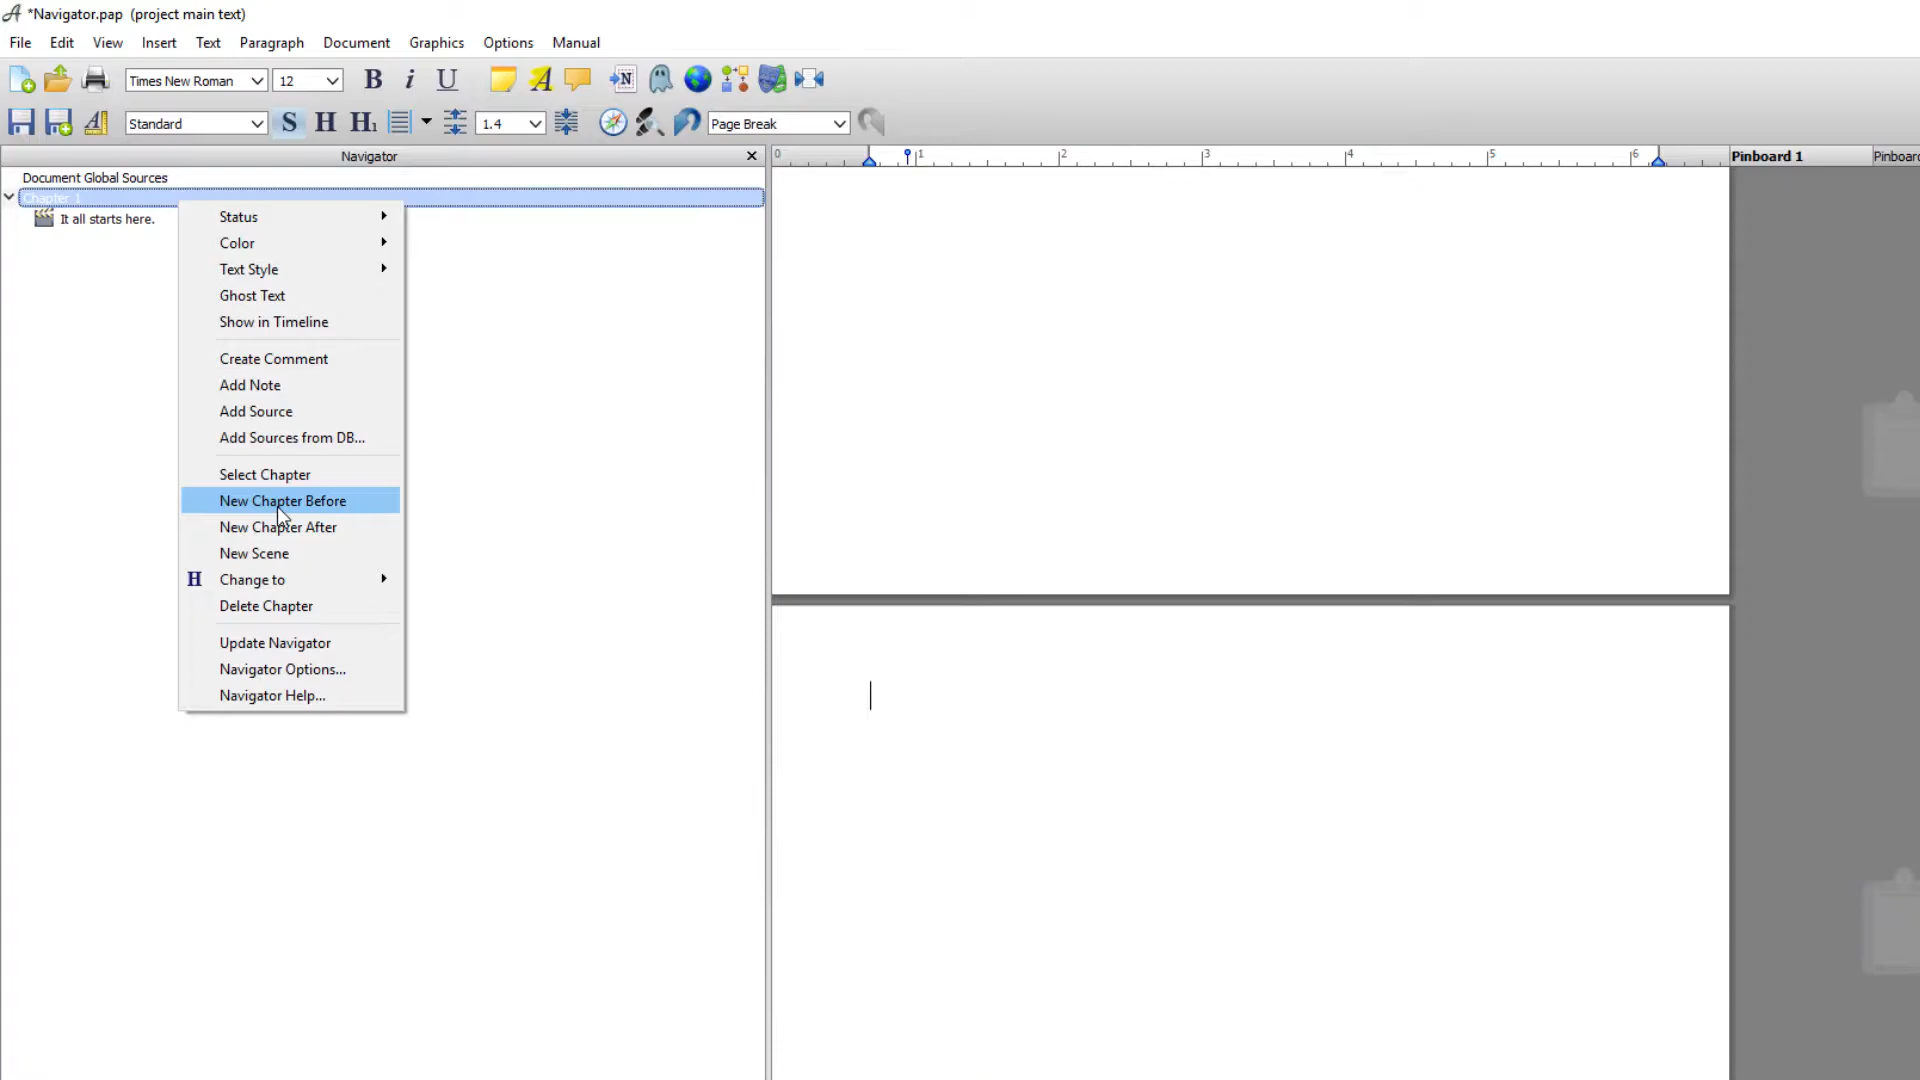 *Navigator.pap (project main text)
File Edit View Insert Text Paragraph Document Graphics Options Manual
Times New Roman 12 B i U A N
A Standard S H H1 1.4 Page Break
Navigator
0 1 2 3 4 5 6
Pinboard 1 Pinboard
Document Global Sources
Chapter 1
It all starts here.
Status
Color
Text Style
Ghost Text
Show in Timeline
Create Comment
Add Note
Add Source
Add Sources from DB...
Select Chapter
New Chapter Before
New Chapter After
New Scene
H Change to
Delete Chapter
Update Navigator
Navigator Options...
Navigator Help...